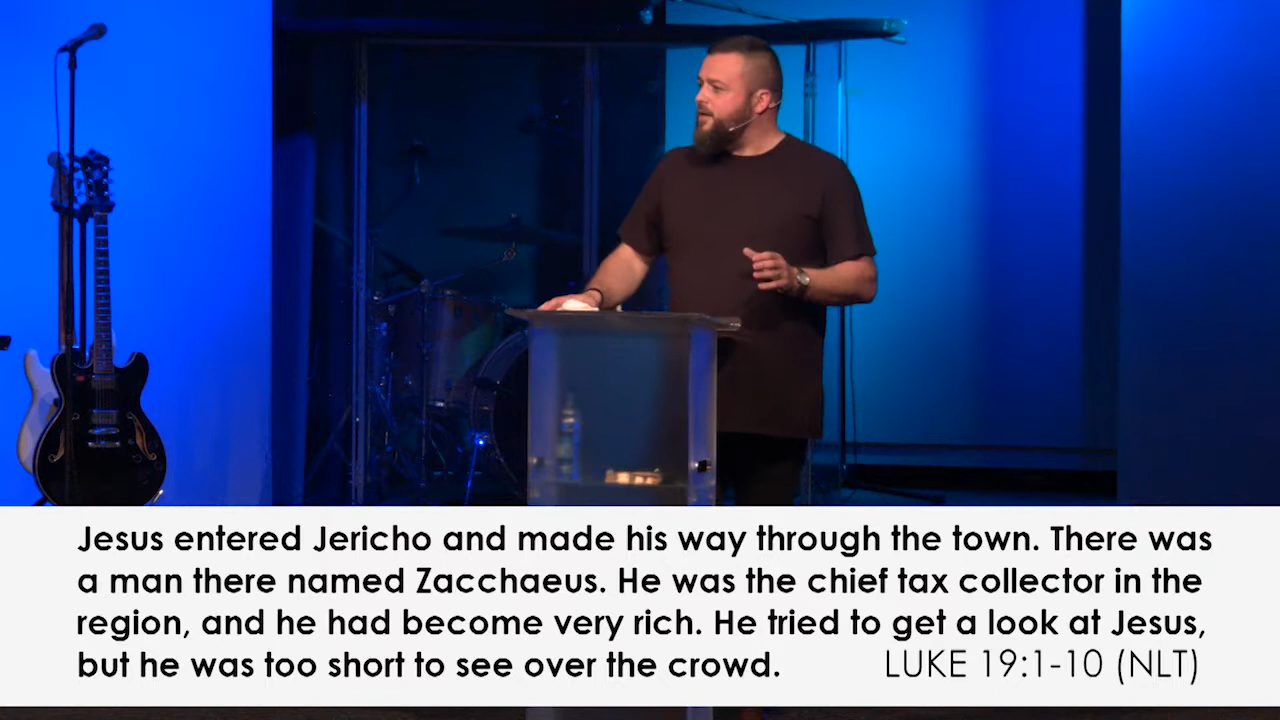 Jesus entered Jericho and made his way through the town. There was
a man there named Zacchaeus. He was the chief tax collector in the
region, and he had become very rich. He tried to get a look at Jesus,
but he was too short to see over the crowd. LUKE 19:1-10 (NLT)